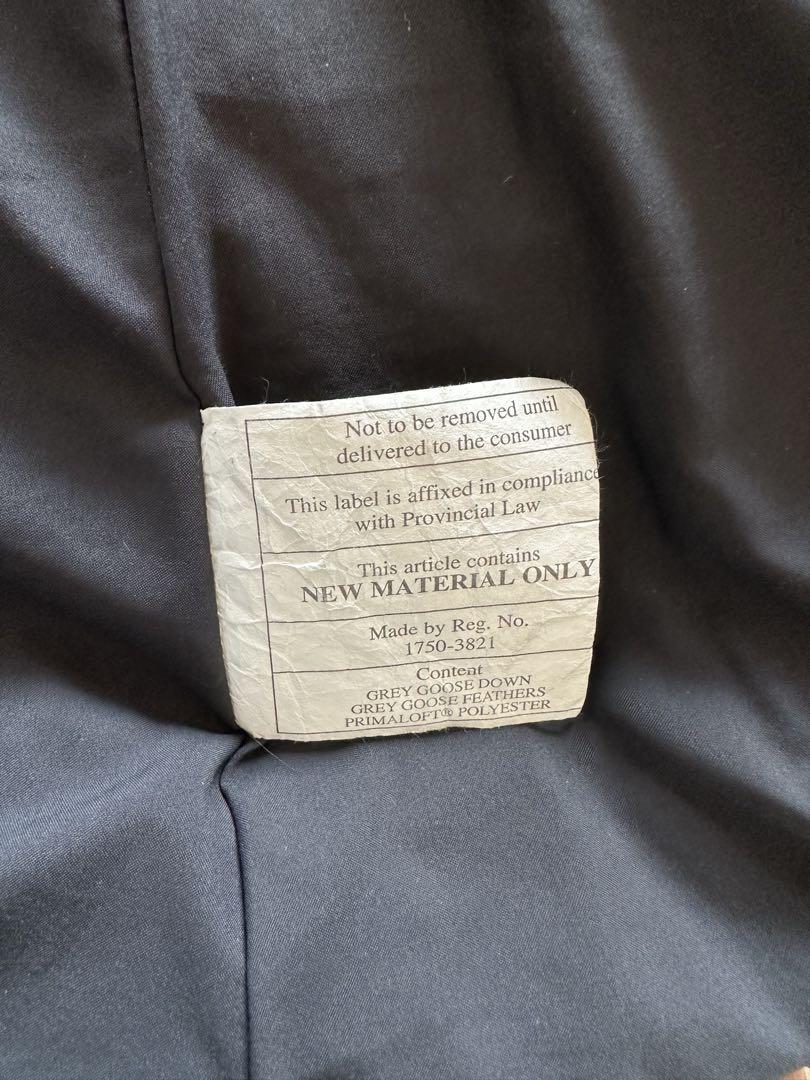 Not to be removed until
delivered to the consumer
This label is affixed in compliance
with Provincial Law
This article contains
NEW MATERIAL ONLY
Made by Reg. No.
1750-3821
Content
GREY GOOSE DOWN
GREY GOOSE FEATHERS
PRIMALOFT® POLYESTER